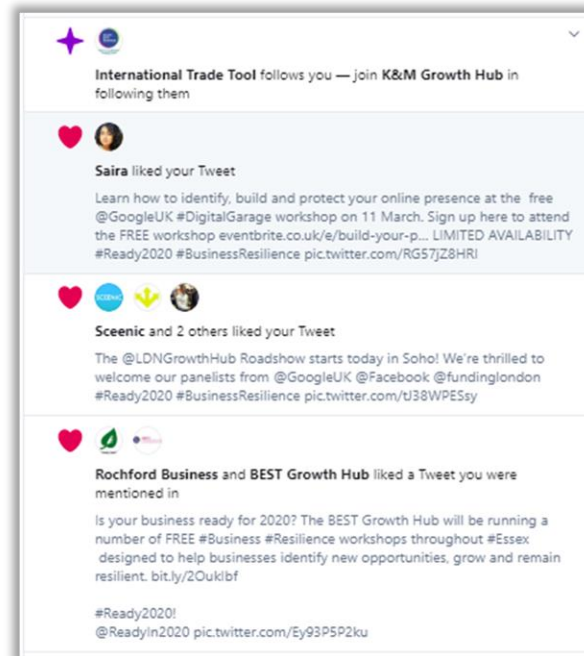 International Trade Tool follows you — join K&M Growth Hub in
following them
Saira liked your Tweet
Learn how to identify, build and protect your online presence at the free
@GoogleUK #DigitalGarage workshop on 11 March. Sign up here to attend
the FREE workshop eventbrite.co.uk/e/build-your-p... LIMITED AVAILABILITY
#Ready2020 #BusinessResilience pic.twitter.com/RG57jZ8HRI
SCEENIC
Sceenic and 2 others liked your Tweet
The @LDNGrowthHub Roadshow starts today in Soho! We're thrilled to
welcome our panelists from @GoogleUK @Facebook @fundinglondon
#Ready2020 #BusinessResilience pic.twitter.com/tJ38WPESsy
Rochford Business and BEST Growth Hub liked a Tweet you were
mentioned in
Is your business ready for 2020? The BEST Growth Hub will be running a
number of FREE #Business #Resilience workshops throughout #Essex
designed to help businesses identify new opportunities, grow and remain
resilient. bit.ly/2OukIbf
#Ready2020!
@ReadyIn2020 pic.twitter.com/Ey93P5P2ku